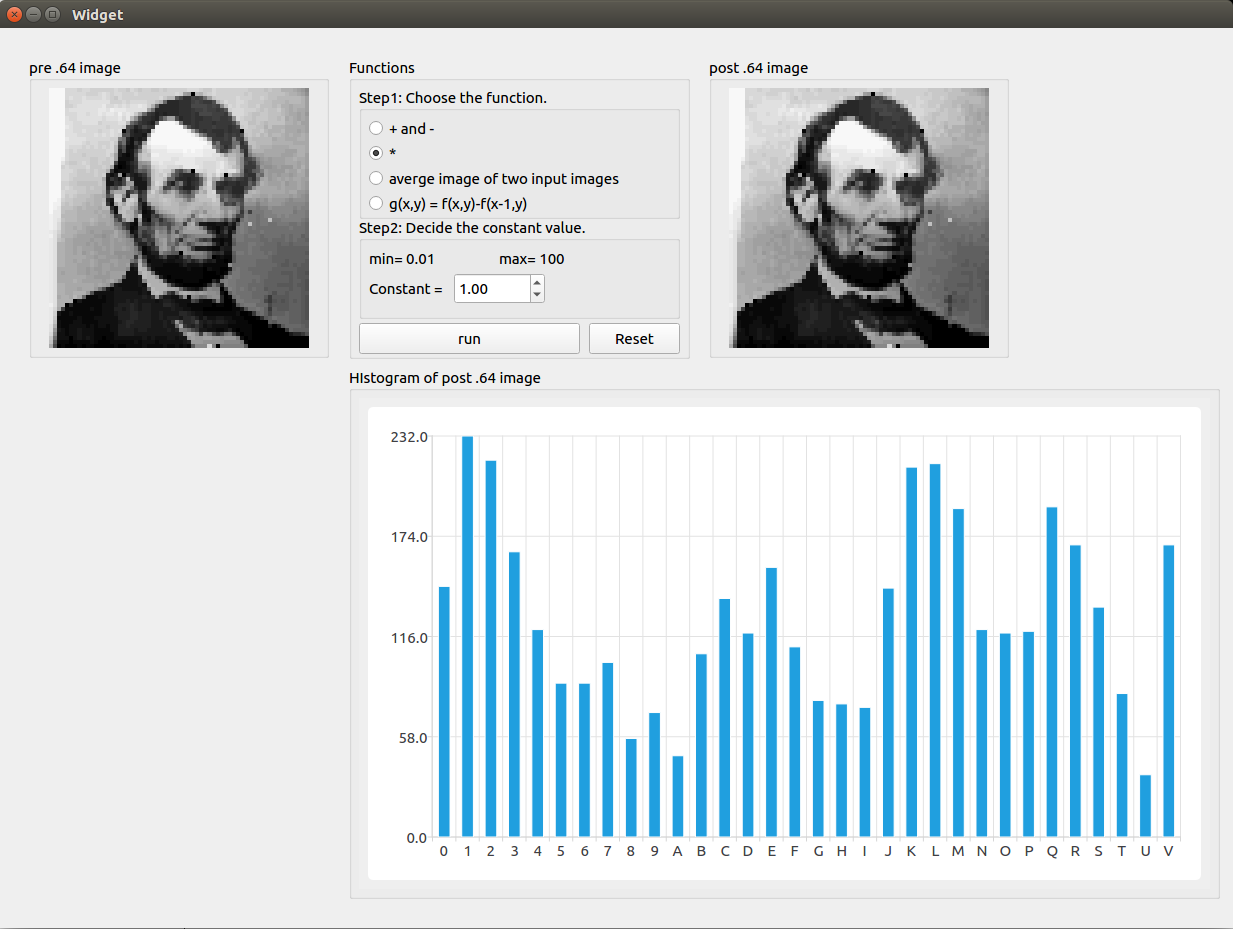 Widget
pre .64 image
Functions
post .64 image
Step1: Choose the function.
+ and -
*
averge image of two input images
g(x,y) = f(x,y)-f(x-1,y)
Step2: Decide the constant value.
min= 0.01 max= 100
Constant = 1.00
run Reset
HIstogram of post .64 image
232.0
174.0
116.0
58.0
0.0
0 1 2 3 4 5 6 7 8 9 A B C D E F G H I J K L M N O P Q R S T U V